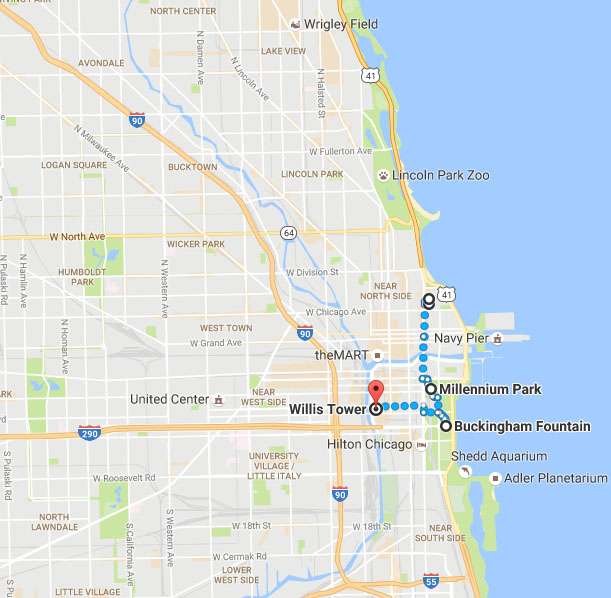 NORTH CENTER
Wrigley Field
LAKE VIEW
N Damen Ave
N Lincoln Ave
N Halsted St
AVONDALE
41
90
N Milwaukee Ave
W Fullerton Ave
LOGAN SQUARE
BUCKTOWN
LINCOLN PARK
Lincoln Park Zoo
W North Ave
64
WICKER PARK
N Pulaski Rd
N Hamlin Ave
HUMBOLDT
PARK
N Western Ave
W Division St
NEAR
NORTH SIDE
41
W Chicago Ave
N Homan Ave
WEST TOWN
90
W Grand Ave
Navy Pier
theMART
Millennium Park
United Center
NEAR
WEST SIDE
Willis Tower
ARK
Buckingham Fountain
290
Hilton Chicago
UNIVERSITY
VILLAGE /
LITTLE ITALY
Shedd Aquarium
Adler Planetarium
W Roosevelt Rd
S Pulaski Rd
90
NORTH
LAWNDALE
S California Ave
S Western Ave
W 18th St
W 18th St
NEAR
SOUTH SIDE
W Cermak Rd
LOWER
WEST SIDE
55
LITTLE VILLAGE